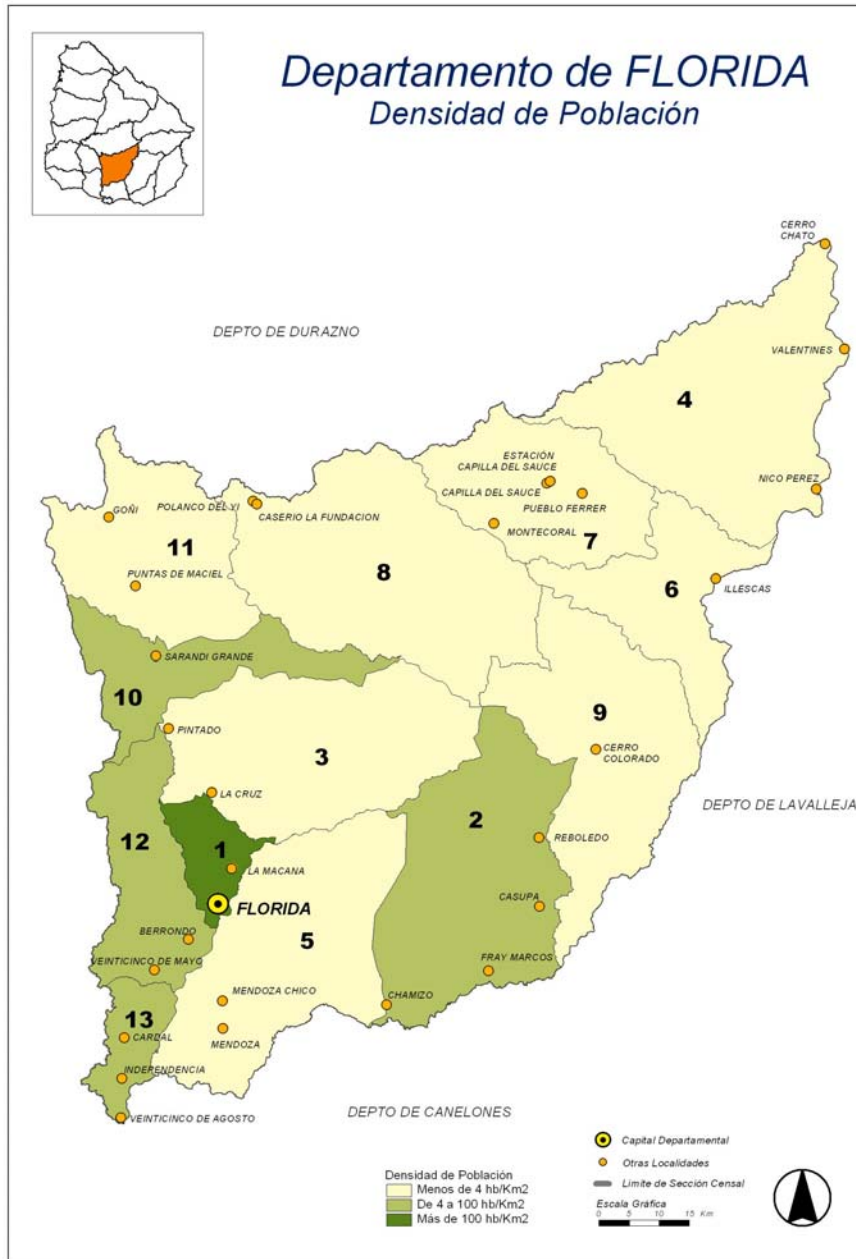 Departamento de FLORIDA
Densidad de Población
CERRO
CHATO
DEPTO DE DURAZNO
VALENTINES
4
ESTACIÓN
CAPILLA DEL SAUCE
CAPILLA DEL SAUCE
NICO PEREZ
PUEBLO FERRER
POLANCO DEL YI
CASERIO LA FUNDACION
GOÑI
MONTECORAL
7
11
8
PUNTAS DE MACIEL
6
ILLESCAS
SARANDI GRANDE
10
9
PINTADO
CERRO
COLORADO
3
LA CRUZ
DEPTO DE LAVALLEJA
2
12
1
REBOLEDO
LA MACANA
CASUPA
FLORIDA
BERRONDO
5
VEINTICINCO DE MAYO
FRAY MARCOS
MENDOZA CHICO
CHAMIZO
13
CARDAL
MENDOZA
INDEPENDENCIA
VEINTICINCO DE AGOSTO
DEPTO DE CANELONES
Capital Departamental
Otras Localidades
Limite de Sección Censal
Escala Gráfica
0 5 10 15 Km
Densidad de Población
Menos de 4 hb/Km2
De 4 a 100 hb/Km2
Más de 100 hb/Km2